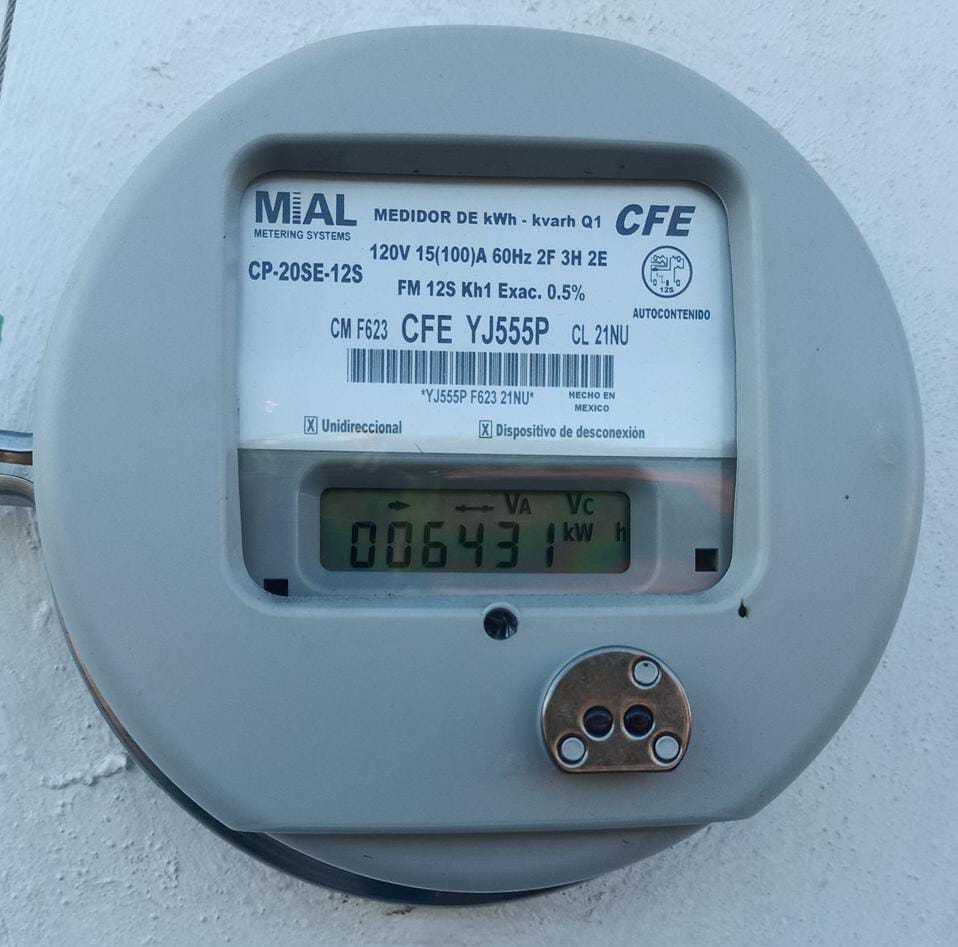 MIAL
METERING SYSTEMS
MEDIDOR DE kWh - kvarh Q1
CFE
120V 15(100)A 60Hz 2F 3H 2E
CP-20SE-12S
FM 12S Kh1 Exac. 0.5%
12S
AUTOCONTENIDO
CM F623 CFE YJ555P CL 21NU
*YJ555P F623 21NU*
HECHO EN
MEXICO
X Unidireccional
X Dispositivo de desconexión
VA VC
006431 kW h